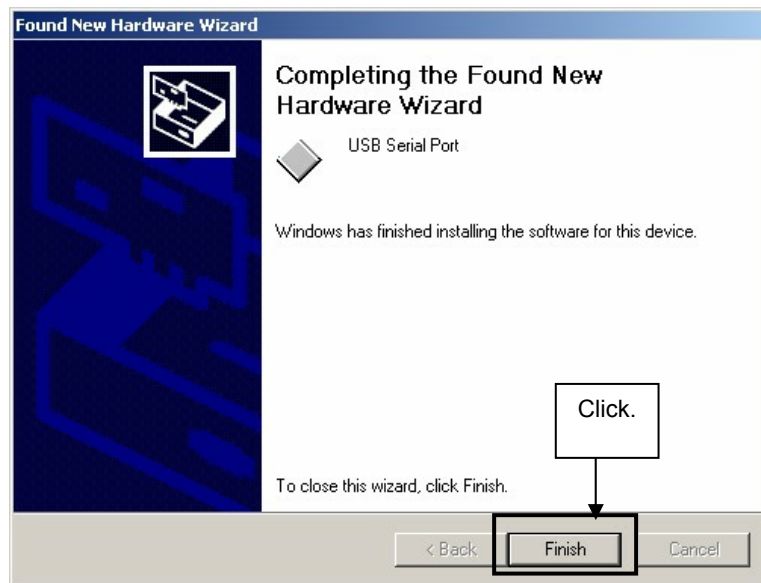 Found New Hardware Wizard
Completing the Found New
Hardware Wizard
USB Serial Port
Windows has finished installing the software for this device.
Click.
To close this wizard, click Finish.
< Back
Finish
Cancel